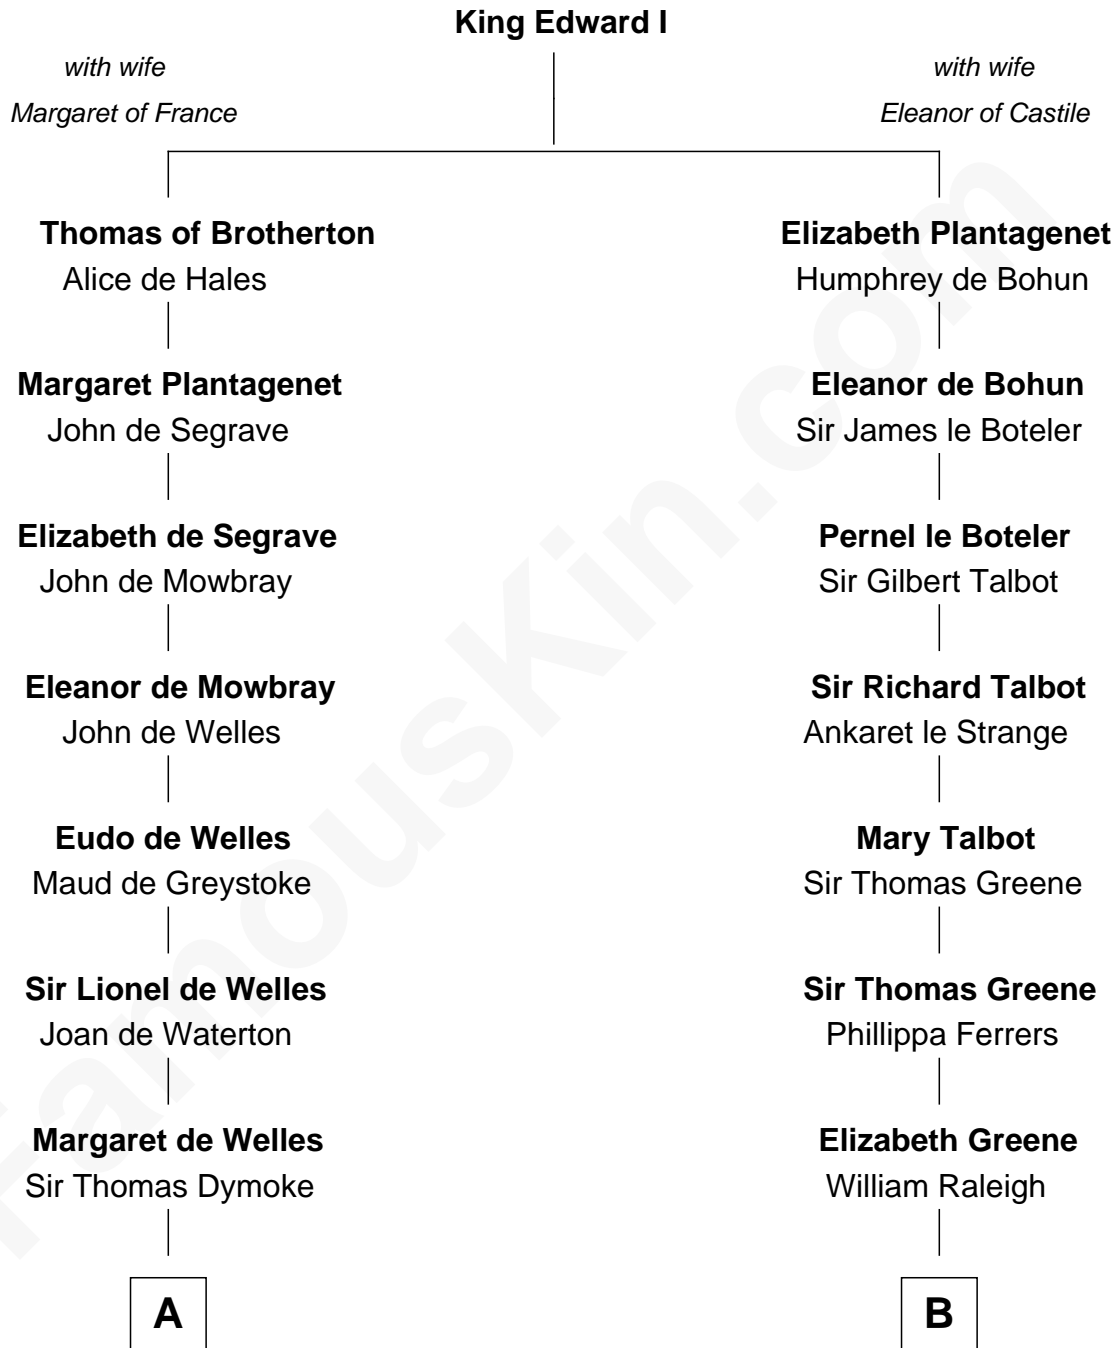 King Edward I
with wife
Margaret of France
with wife
Eleanor of Castile
Thomas of Brotherton
Alice de Hales
Elizabeth Plantagenet
Humphrey de Bohun
Margaret Plantagenet
John de Segrave
Eleanor de Bohun
Sir James le Boteler
Elizabeth de Segrave
John de Mowbray
Pernel le Boteler
Sir Gilbert Talbot
Eleanor de Mowbray
John de Welles
Sir Richard Talbot
Ankaret le Strange
Eudo de Welles
Maud de Greystoke
Mary Talbot
Sir Thomas Greene
Sir Lionel de Welles
Joan de Waterton
Sir Thomas Greene
Phillippa Ferrers
Margaret de Welles
Sir Thomas Dymoke
Elizabeth Greene
William Raleigh
A
B
FamousKin.com